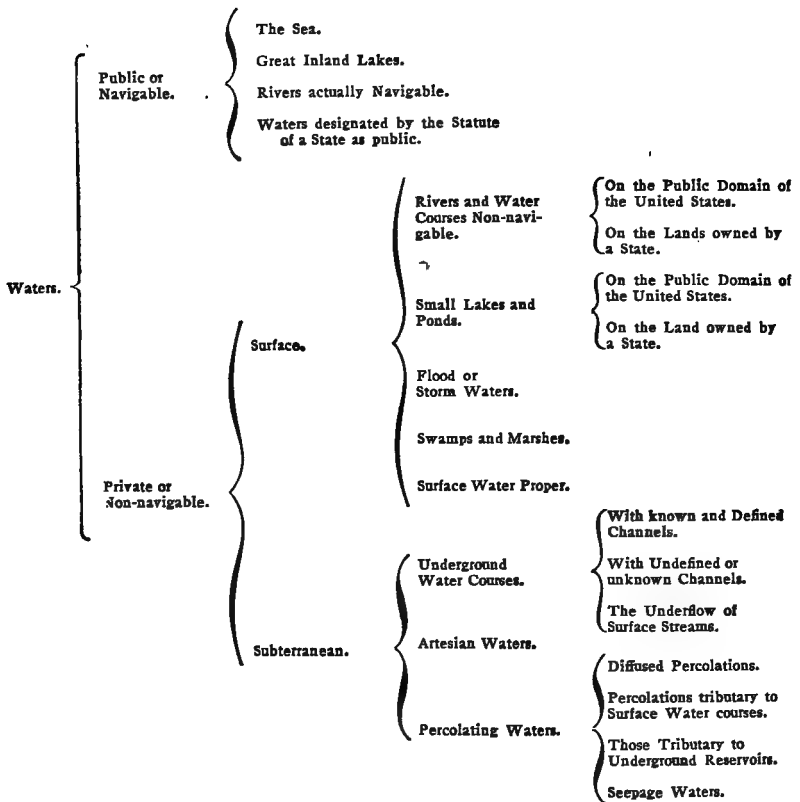 The Sea.
Great Inland Lakes.
Public or
Navigable.
Rivers actually Navigable.
Waters designated by the Statute
of a State as public.
Waters.
Rivers and Water
Courses Non-navi-
gable.
On the Public Domain of
the United States.
On the Lands owned by
a State.
Small Lakes and
Ponds.
On the Public Domain of
the United States.
On the Land owned by
a State.
Surface.
Flood or
Storm Waters.
Swamps and Marshes.
Surface Water Proper.
Private or
Non-navigable.
Underground
Water Courses.
With known and Defined
Channels.
With Undefined or
unknown Channels.
The Underflow of
Surface Streams.
Subterranean.
Artesian Waters.
Percolating Waters.
Diffused Percolations.
Percolations tributary to
Surface Water courses.
Those Tributary to
Underground Reservoirs.
Seepage Waters.